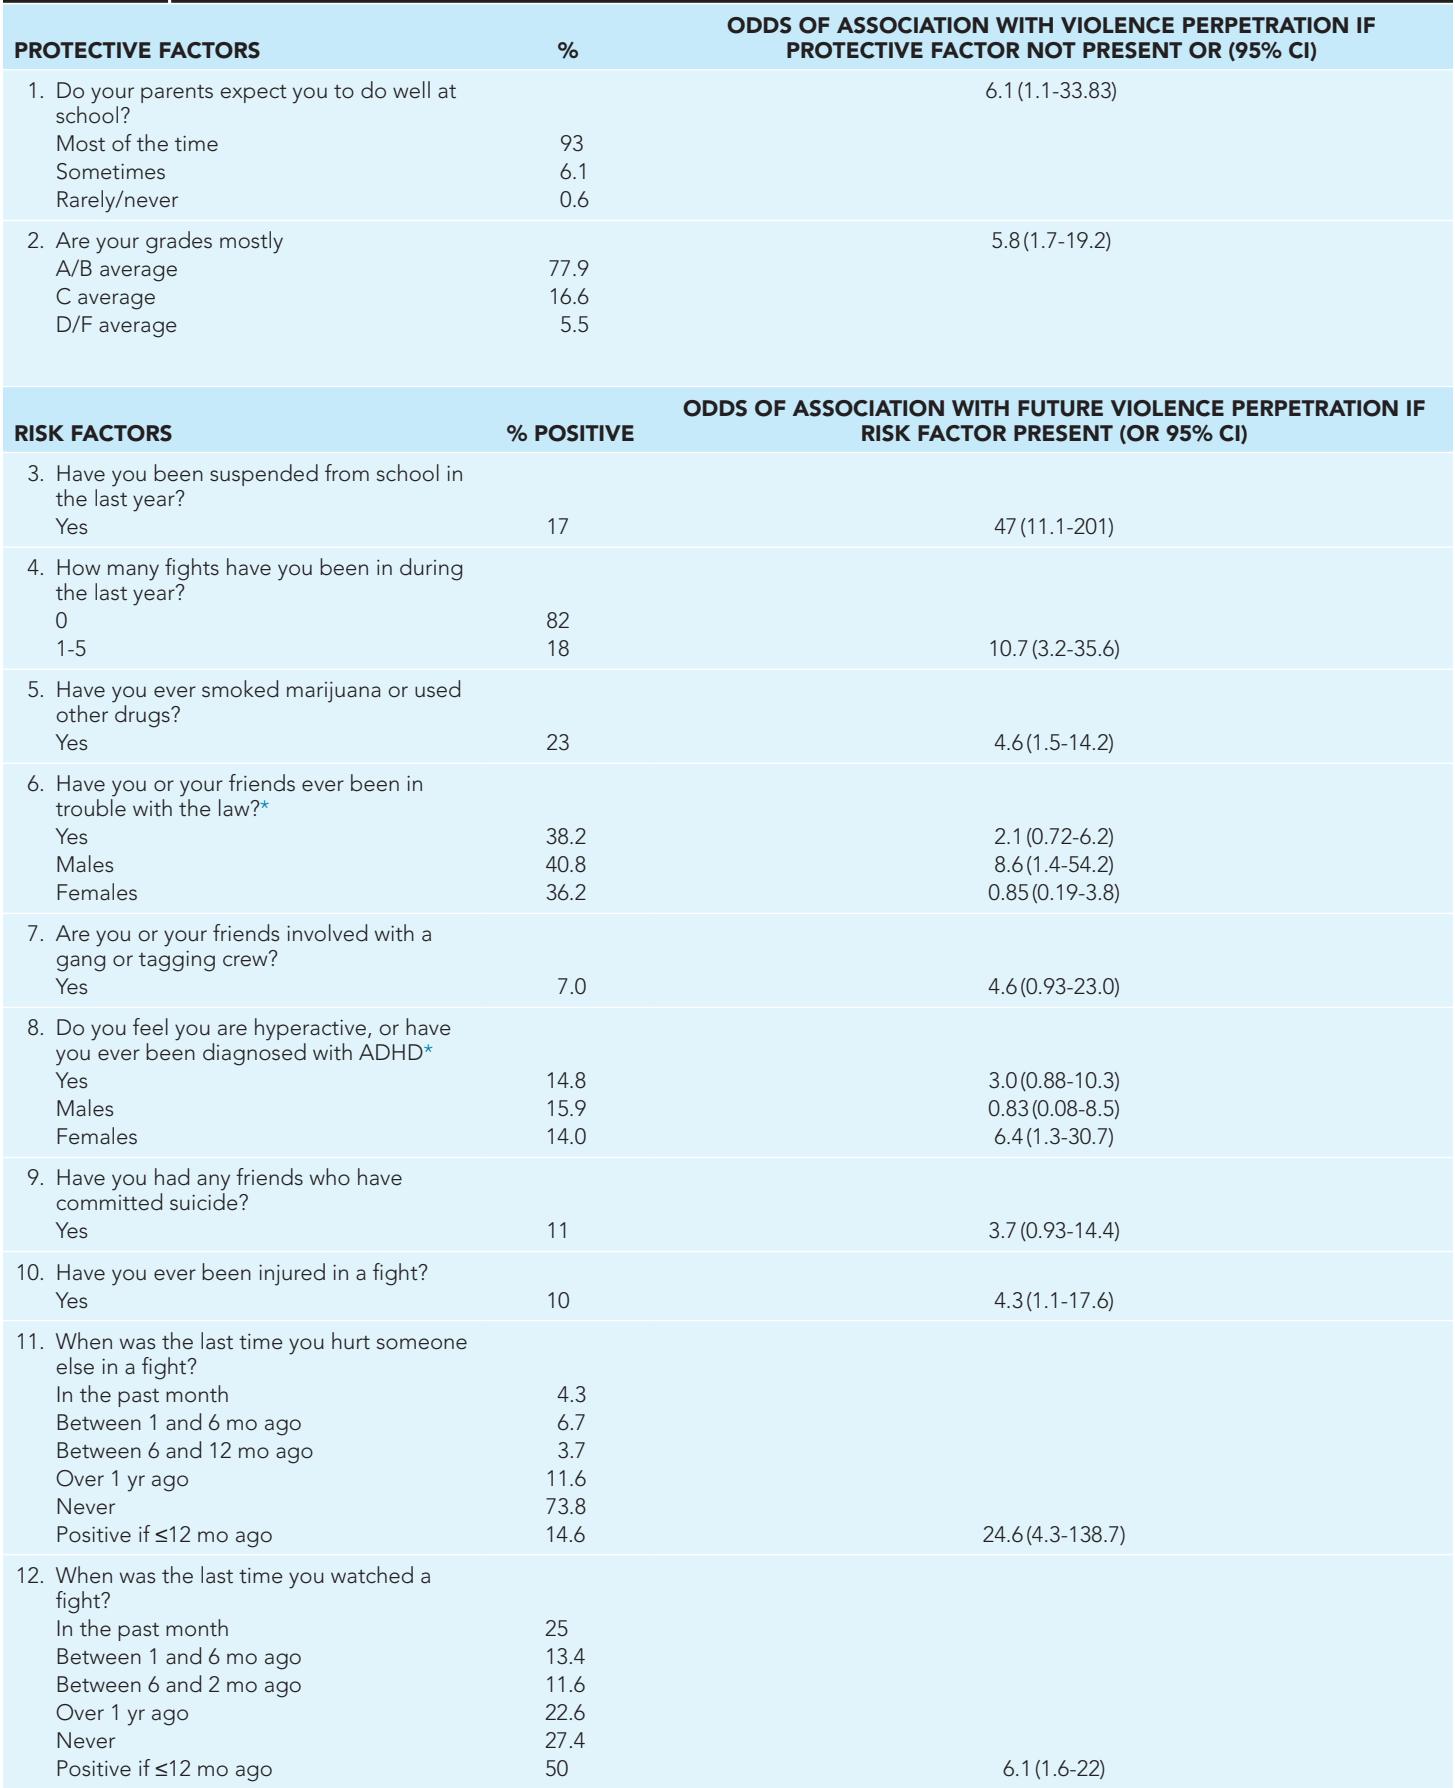 PROTECTIVE FACTORS % ODDS OF ASSOCIATION WITH VIOLENCE PERPETRATION IF
PROTECTIVE FACTOR NOT PRESENT OR (95% CI)
1. Do your parents expect you to do well at 6.1 (1.1-33.83)
school?
Most of the time 93
Sometimes 6.1
Rarely/never 0.6
2. Are your grades mostly 5.8 (1.7-19.2)
A/B average 77.9
C average 16.6
D/F average 5.5
ODDS OF ASSOCIATION WITH FUTURE VIOLENCE PERPETRATION IF
RISK FACTORS % POSITIVE RISK FACTOR PRESENT (OR 95% CI)
3. Have you been suspended from school in
the last year?
Yes 17 47 (11.1-201)
4. How many fights have you been in during
the last year?
0 82
1-5 18 10.7 (3.2-35.6)
5. Have you ever smoked marijuana or used
other drugs?
Yes 23 4.6 (1.5-14.2)
6. Have you or your friends ever been in
trouble with the law?*
Yes 38.2 2.1 (0.72-6.2)
Males 40.8 8.6 (1.4-54.2)
Females 36.2 0.85 (0.19-3.8)
7. Are you or your friends involved with a
gang or tagging crew?
Yes 7.0 4.6 (0.93-23.0)
8. Do you feel you are hyperactive, or have
you ever been diagnosed with ADHD*
Yes 14.8 3.0 (0.88-10.3)
Males 15.9 0.83 (0.08-8.5)
Females 14.0 6.4 (1.3-30.7)
9. Have you had any friends who have
committed suicide?
Yes 11 3.7 (0.93-14.4)
10. Have you ever been injured in a fight?
Yes 10 4.3 (1.1-17.6)
11. When was the last time you hurt someone
else in a fight?
In the past month 4.3
Between 1 and 6 mo ago 6.7
Between 6 and 12 mo ago 3.7
Over 1 yr ago 11.6
Never 73.8
Positive if ≤12 mo ago 14.6 24.6 (4.3-138.7)
12. When was the last time you watched a
fight?
In the past month 25
Between 1 and 6 mo ago 13.4
Between 6 and 2 mo ago 11.6
Over 1 yr ago 22.6
Never 27.4
Positive if ≤12 mo ago 50 6.1 (1.6-22)